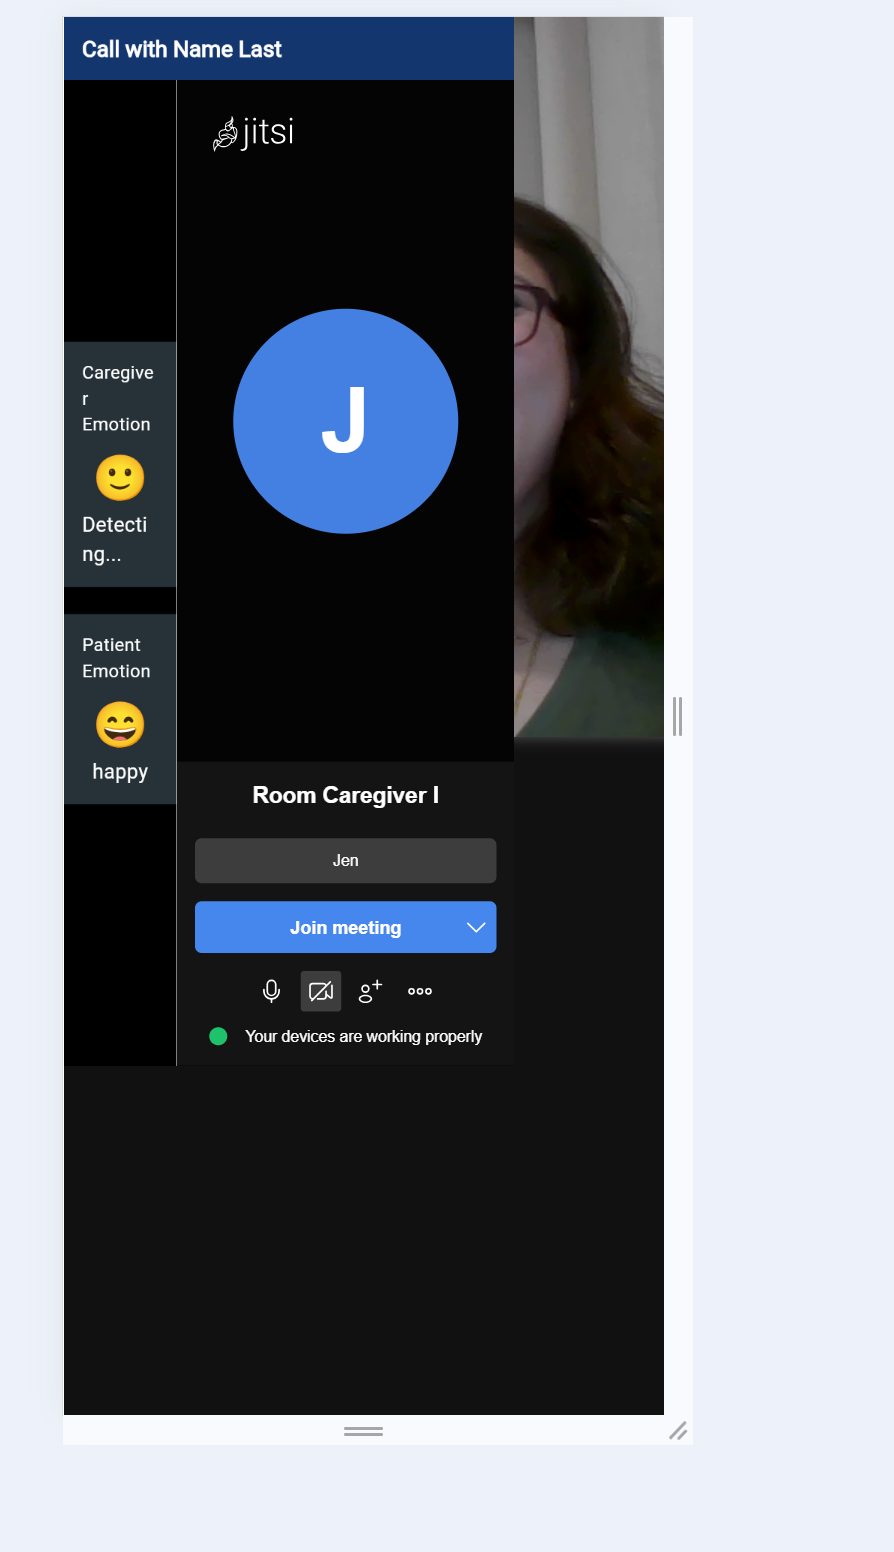 Call with Name Last
jitsi
J
Caregive
r
Emotion
Detecti
ng...
Patient
Emotion
happy
Room Caregiver I
Jen
Join meeting
Your devices are working properly